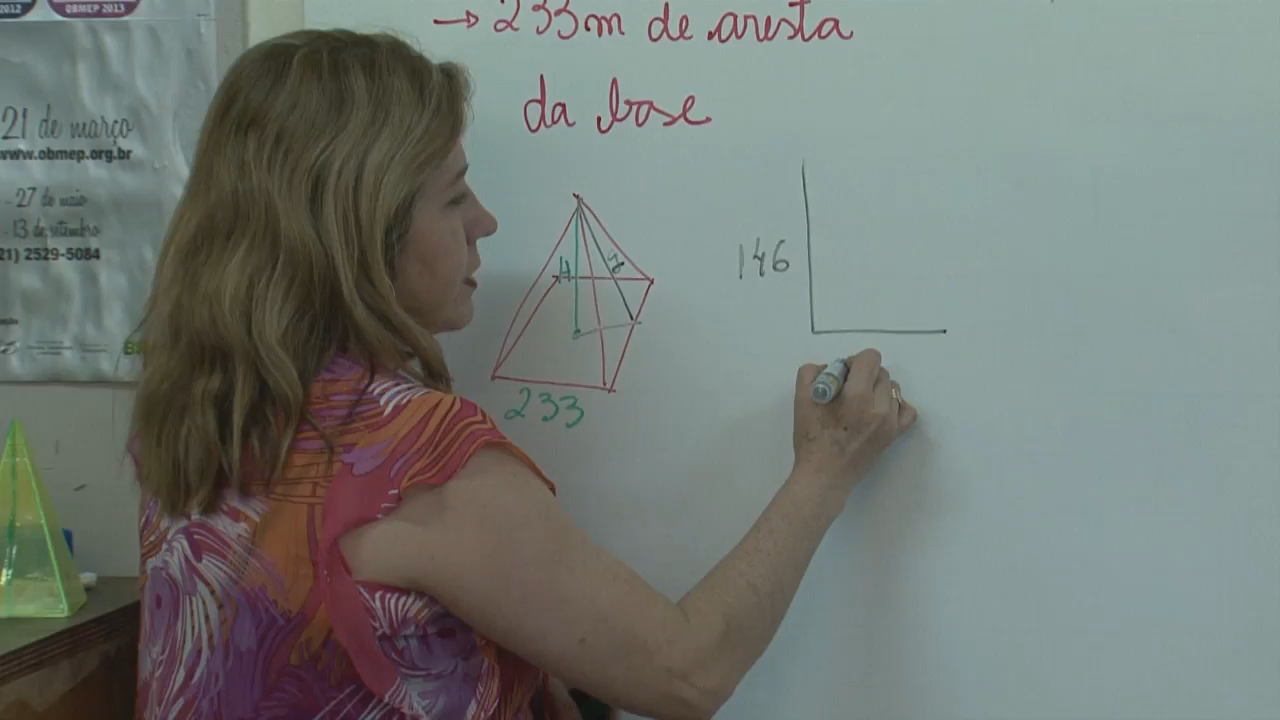 2012
OBMEP 2013
→ 233m de aresta
da base
21 de março
www.obmep.org.br
- 27 de maio
- 13 de setembro
21) 2529-5084
H
146
233